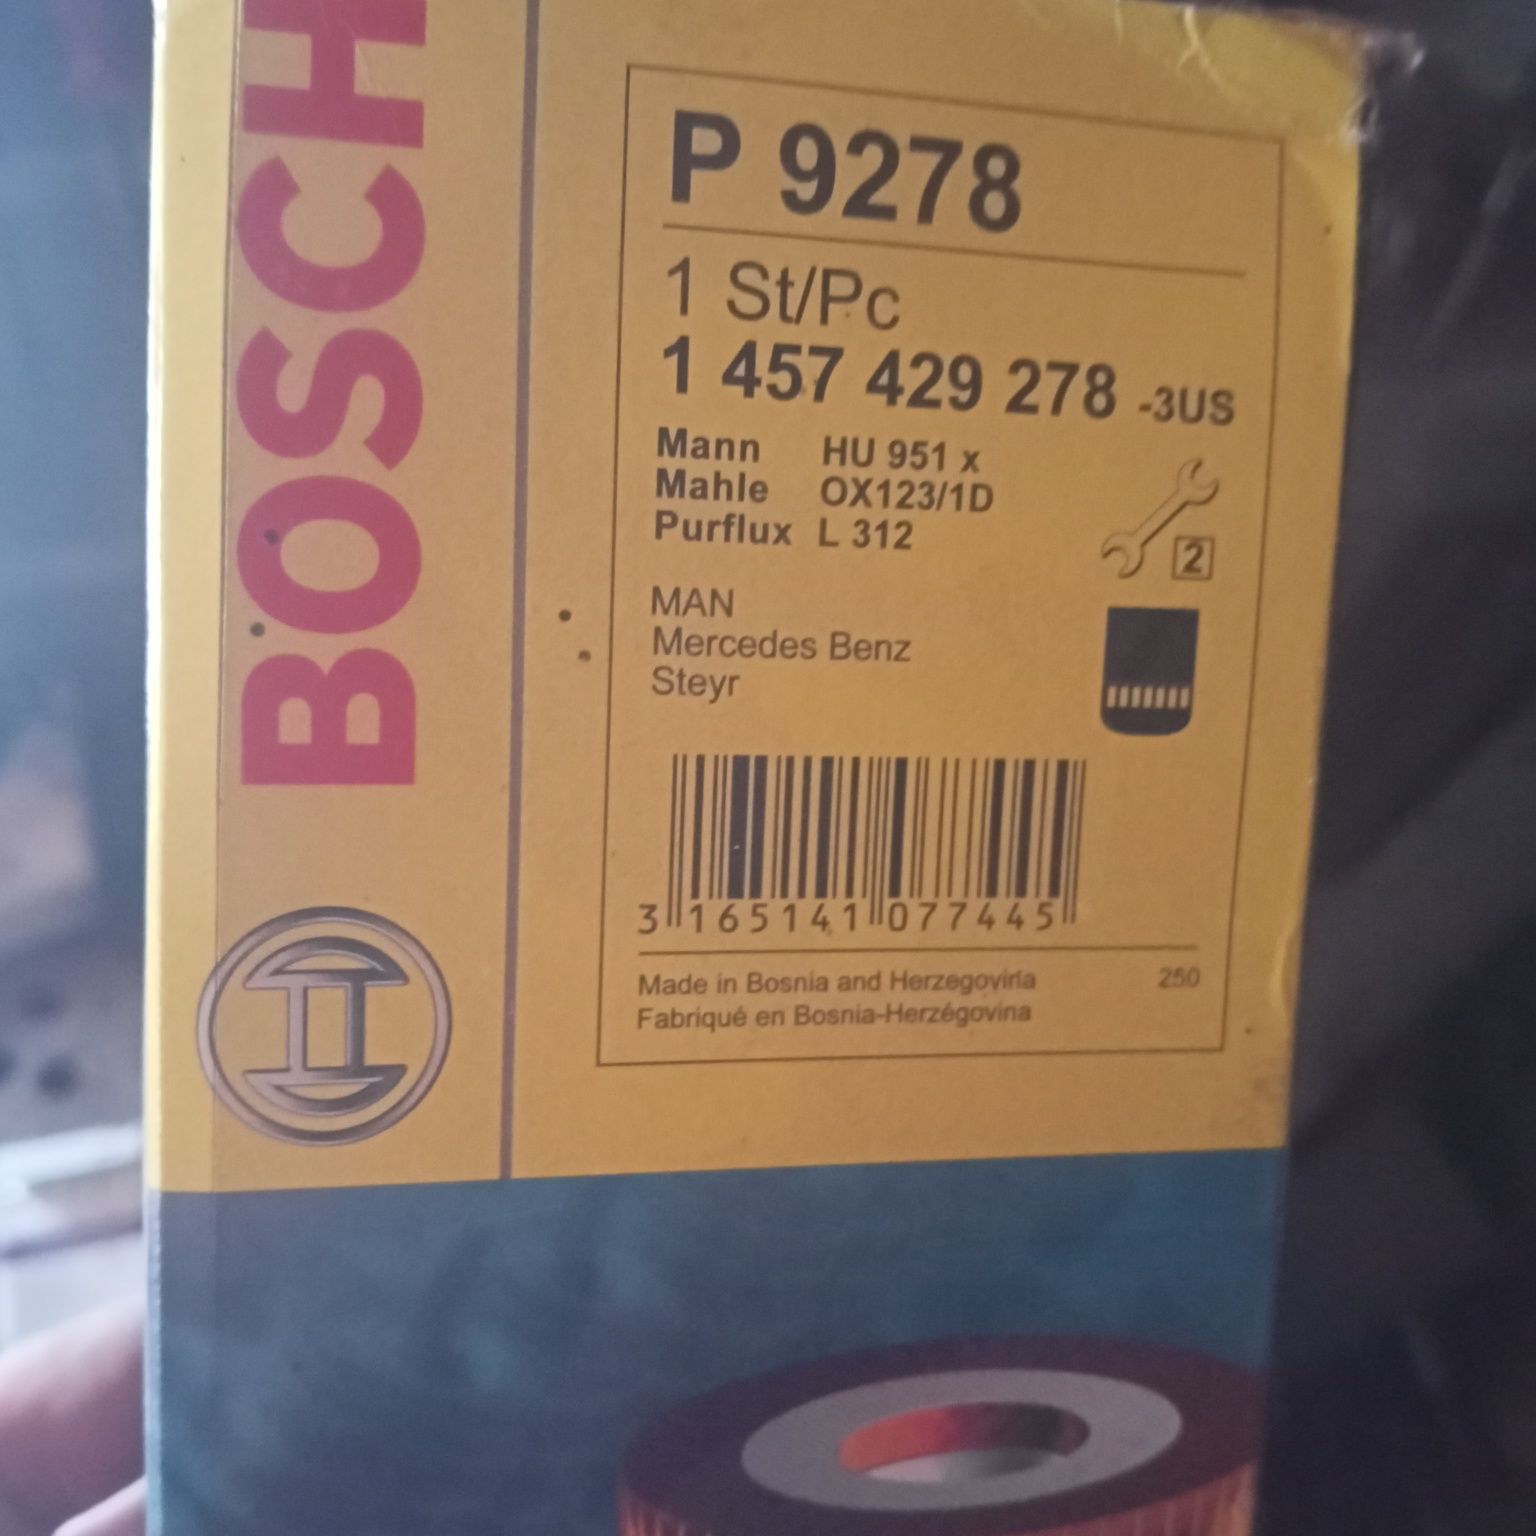 BOSCH
P 9278
1 St/Pc
1 457 429 278 -3US
Mann HU 951 x
Mahle OX123/1D
Purflux L 312
2
MAN
Mercedes Benz
Steyr
3 165141 077445
Made in Bosnia and Herzegovina 250
Fabriqué en Bosnia-Herzégovina